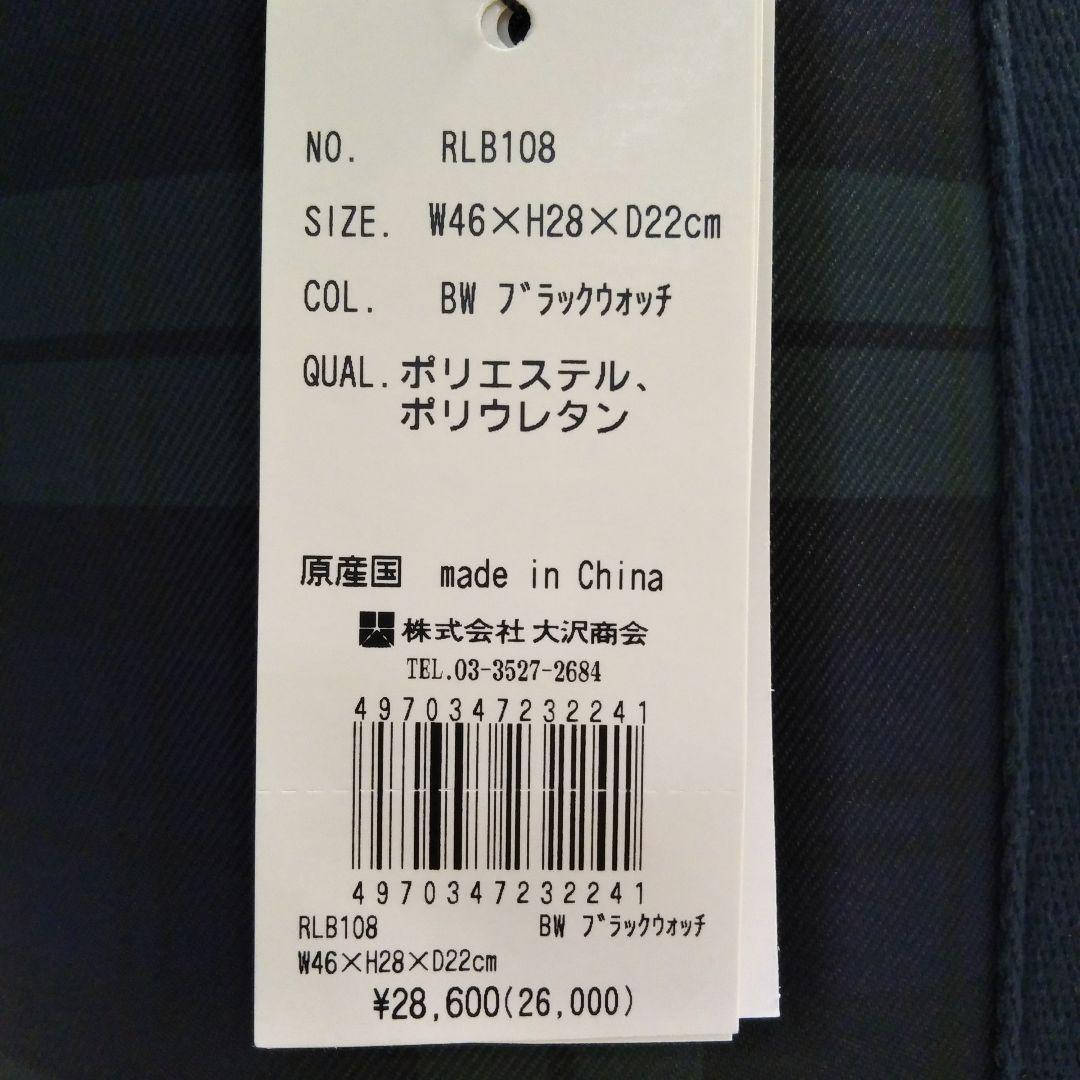 NO. RLB108
SIZE. W46×H28×D22cm
COL. BW ﾌﾞﾗｯｸｳｫｯﾁ
QUAL. ポリエステル、
ポリウレタン
原産国 made in China
株式会社 大沢商会
TEL.03-3527-2684
4970347232241
4970347232241
RLB108 BW ﾌﾞﾗｯｸｳｫｯﾁ
W46×H28×D22cm
¥28,600(26,000)